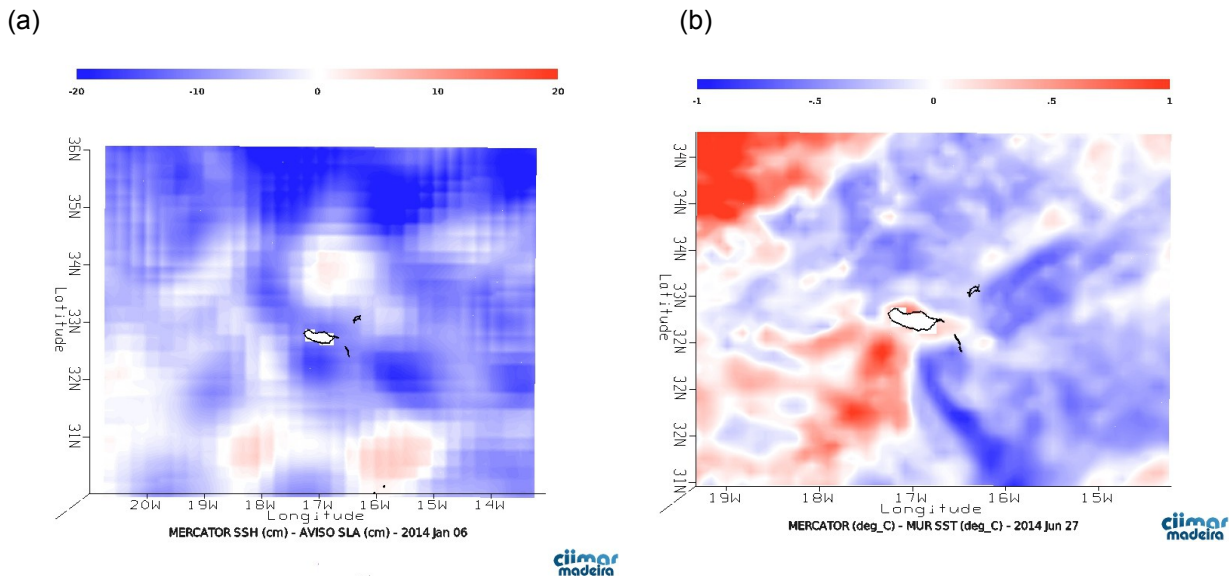 (a)
(b)
-20 -10 0 10 20
-1 -.5 0 .5 1
36N
35N
34N
33N
32N
31N
Latitude
20W 19W 18W 17W 16W 15W 14W
Longitude
MERCATOR SSH (cm) - AVISO SLA (cm) - 2014 Jan 06
ciimar
madeira
34N
34N
34N
33N
32N
32N
32N
31N
Latitude
19W 18W 17W 16W 15W
Longitude
MERCATOR (deg_C) - MUR SST (deg_C) - 2014 Jun 27
ciimar
madeira